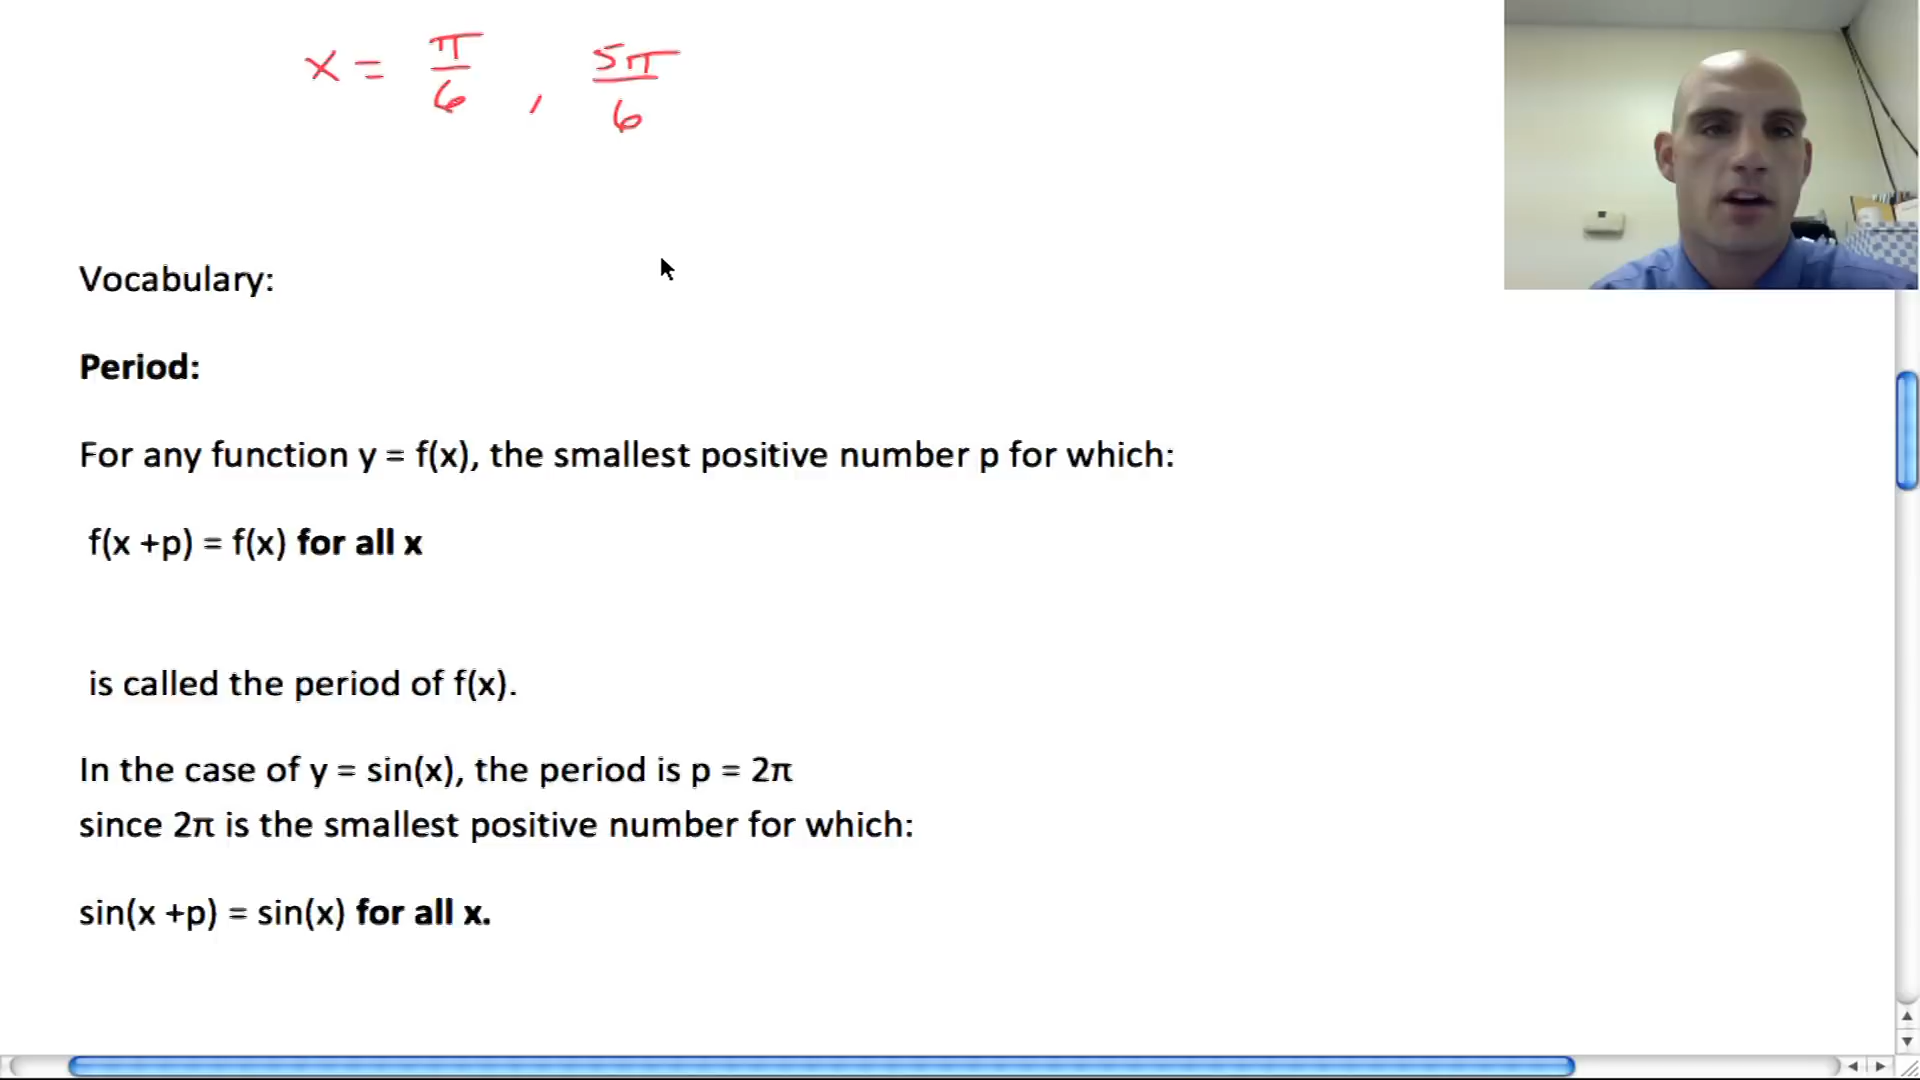 x = π/6 , 5π/6
Vocabulary:
Period:
For any function y = f(x), the smallest positive number p for which:
f(x +p) = f(x) for all x
is called the period of f(x).
In the case of y = sin(x), the period is p = 2π
since 2π is the smallest positive number for which:
sin(x +p) = sin(x) for all x.